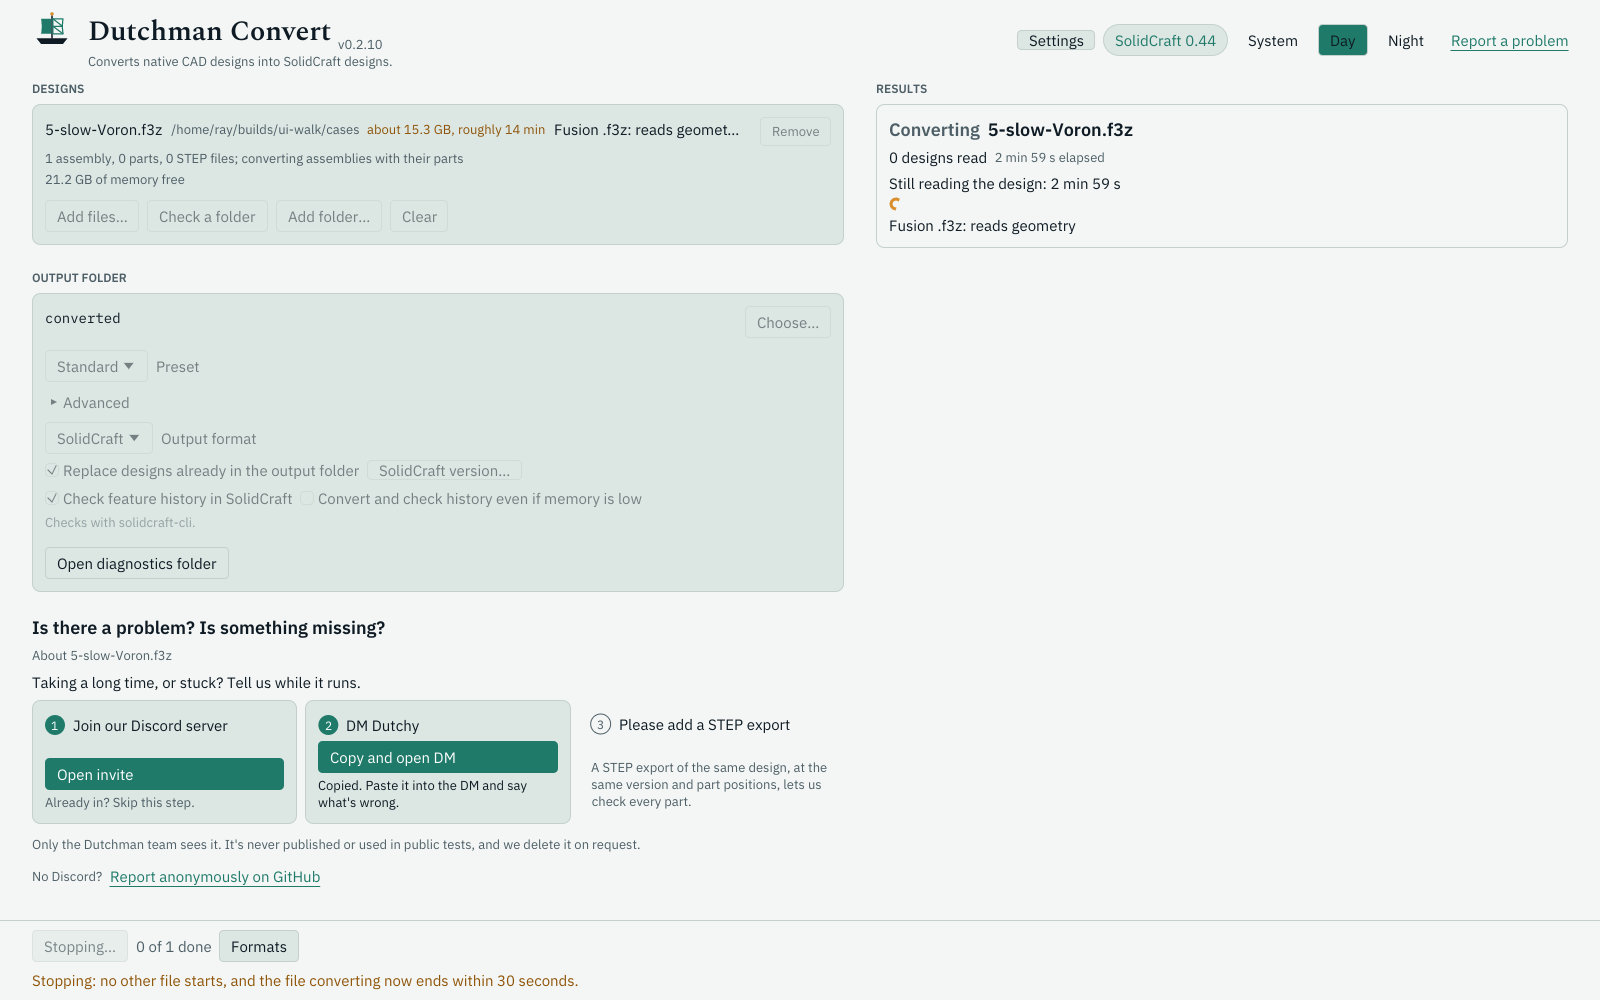 Dutchman Convert v0.2.10
Converts native CAD designs into SolidCraft designs.
Settings SolidCraft 0.44 System Day Night Report a problem
DESIGNS
5-slow-Voron.f3z /home/ray/builds/ui-walk/cases about 15.3 GB, roughly 14 min Fusion .f3z: reads geomet... Remove
1 assembly, 0 parts, 0 STEP files; converting assemblies with their parts
21.2 GB of memory free
Add files... Check a folder Add folder... Clear
RESULTS
Converting 5-slow-Voron.f3z
0 designs read 2 min 59 s elapsed
Still reading the design: 2 min 59 s
Fusion .f3z: reads geometry
OUTPUT FOLDER
converted Choose...
Standard Preset
Advanced
SolidCraft Output format
Replace designs already in the output folder SolidCraft version...
Check feature history in SolidCraft Convert and check history even if memory is low
Checks with solidcraft-cli.
Open diagnostics folder
Is there a problem? Is something missing?
About 5-slow-Voron.f3z
Taking a long time, or stuck? Tell us while it runs.
1 Join our Discord server
Open invite
Already in? Skip this step.
2 DM Dutchy
Copy and open DM
Copied. Paste it into the DM and say
what's wrong.
3 Please add a STEP export
A STEP export of the same design, at the
same version and part positions, lets us
check every part.
Only the Dutchman team sees it. It's never published or used in public tests, and we delete it on request.
No Discord? Report anonymously on GitHub
Stopping... 0 of 1 done Formats
Stopping: no other file starts, and the file converting now ends within 30 seconds.